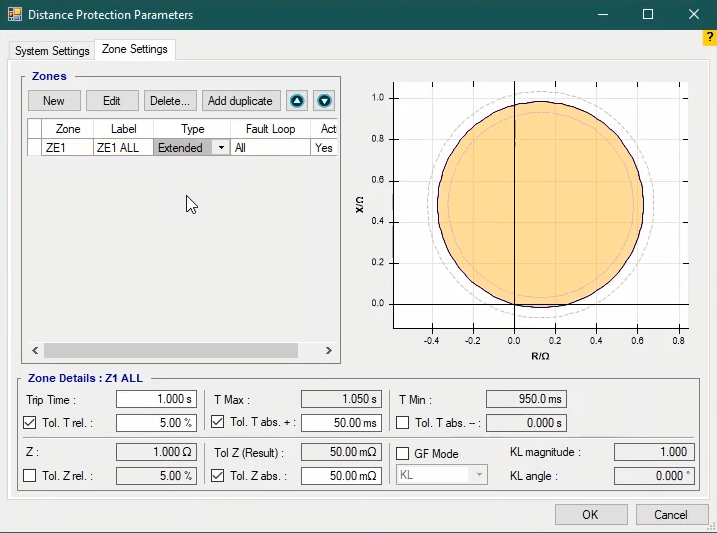 Distance Protection Parameters
?
System Settings Zone Settings
Zones
New Edit Delete... Add duplicate
Zone Label Type Fault Loop Act
ZE1 ZE1 ALL Extended All Yes
1.0
0.8
0.6
X/Ω
0.4
0.2
0.0
-0.4 -0.2 0.0 0.2 0.4 0.6 0.8
R/Ω
Zone Details : Z1 ALL
Trip Time : 1.000 s T Max : 1.050 s T Min : 950.0 ms
Tol. T rel. : 5.00 % Tol. T abs. + : 50.00 ms Tol. T abs. -- : 0.000 s
Z : 1.000 Ω Tol Z (Result) : 50.00 mΩ GF Mode KL magnitude : 1.000
Tol. Z rel. : 5.00 % Tol. Z abs. : 50.00 mΩ KL KL angle : 0.000 °
OK Cancel